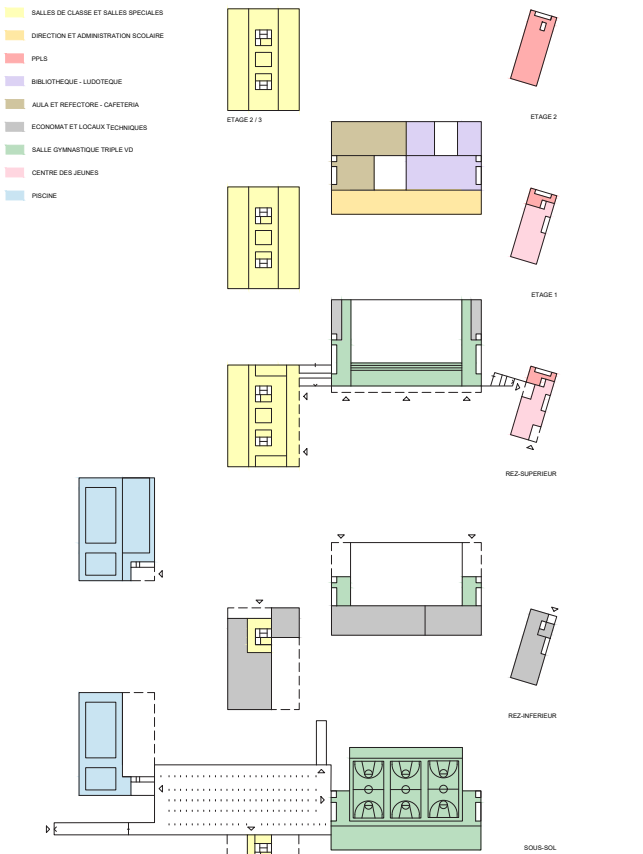 SALLES DE CLASSE ET SALLES SPECIALES
DIRECTION ET ADMINISTRATION SCOLAIRE
PPLS
BIBLIOTHEQUE - LUDOTEQUE
AULA ET REFECTORE - CAFETERIA
ECONOMAT ET LOCAUX TECHNIQUES
SALLE GYMNASTIQUE TRIPLE VD
CENTRE DES JEUNES
PISCINE
ETAGE 2 / 3
ETAGE 2
ETAGE 1
REZ-SUPERIEUR
REZ-INFERIEUR
SOUS-SOL